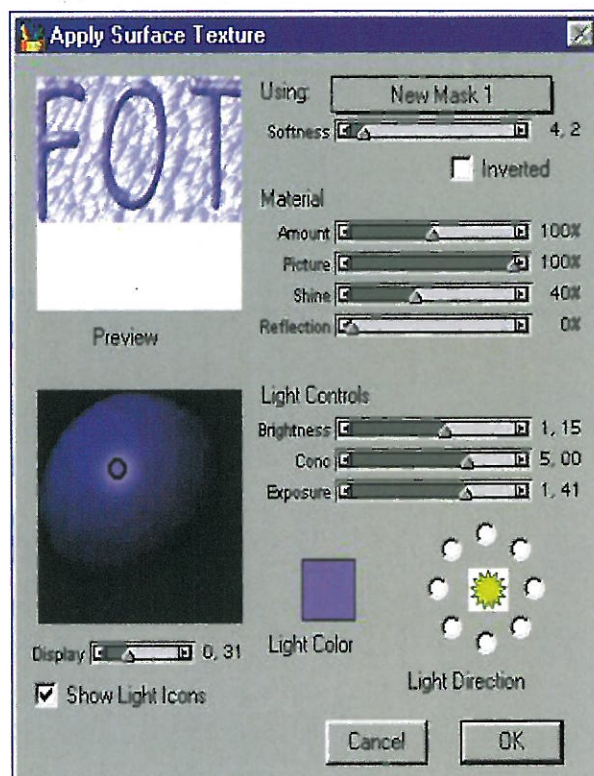 Apply Surface Texture
FOT
Preview
Using: New Mask 1
Softness 4, 2
Inverted
Material
Amount 100%
Picture 100%
Shine 40%
Reflection 0%
Light Controls
Brightness 1, 15
Conc 5, 00
Exposure 1, 41
Display 0, 31
Show Light Icons
Light Color
Light Direction
Cancel OK